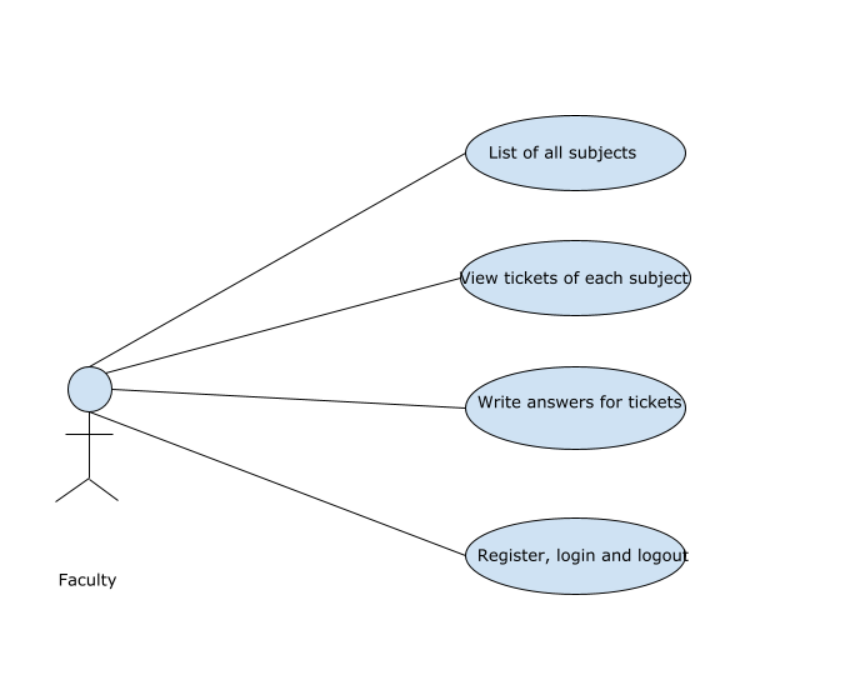 List of all subjects
View tickets of each subject
Write answers for tickets
Register, login and logout
Faculty